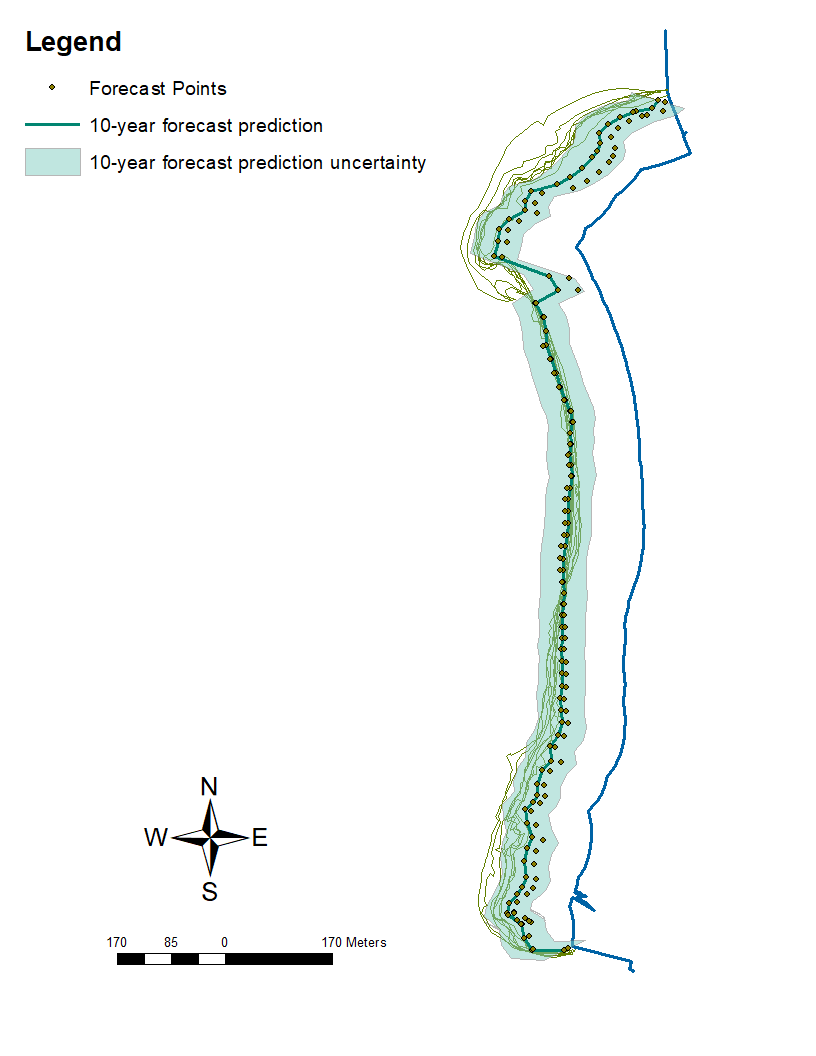 Legend
Forecast Points
10-year forecast prediction
10-year forecast prediction uncertainty
N
W E
S
170 85 0 170 Meters